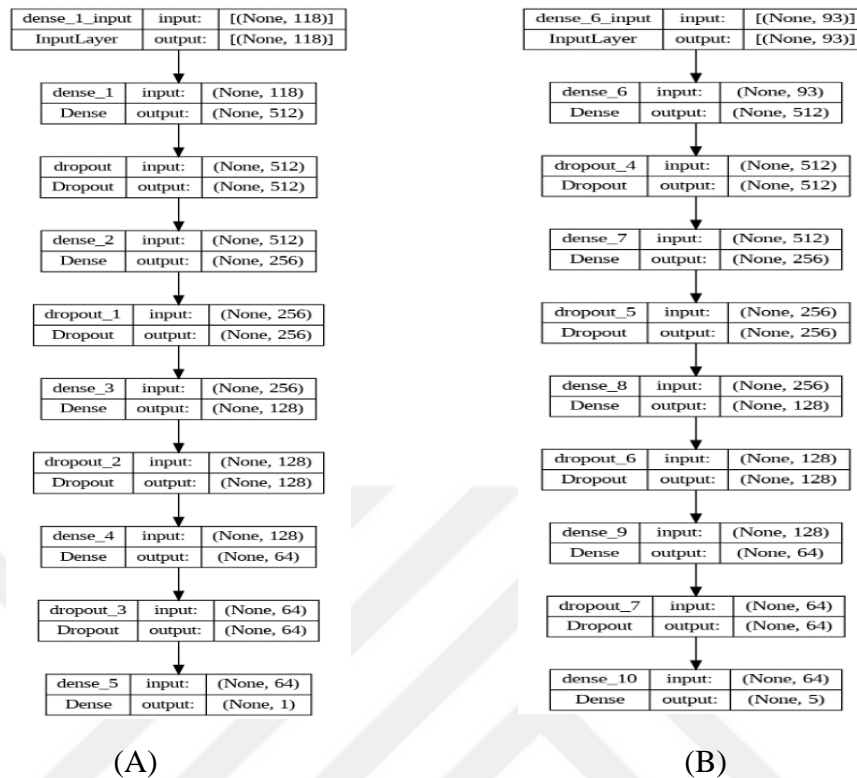 dense_1_input input: [(None, 118)]
InputLayer output: [(None, 118)]
dense_1 input: (None, 118)
Dense output: (None, 512)
dropout input: (None, 512)
Dropout output: (None, 512)
dense_2 input: (None, 512)
Dense output: (None, 256)
dropout_1 input: (None, 256)
Dropout output: (None, 256)
dense_3 input: (None, 256)
Dense output: (None, 128)
dropout_2 input: (None, 128)
Dropout output: (None, 128)
dense_4 input: (None, 128)
Dense output: (None, 64)
dropout_3 input: (None, 64)
Dropout output: (None, 64)
dense_5 input: (None, 64)
Dense output: (None, 1)
(A)
dense_6_input input: [(None, 93)]
InputLayer output: [(None, 93)]
dense_6 input: (None, 93)
Dense output: (None, 512)
dropout_4 input: (None, 512)
Dropout output: (None, 512)
dense_7 input: (None, 512)
Dense output: (None, 256)
dropout_5 input: (None, 256)
Dropout output: (None, 256)
dense_8 input: (None, 256)
Dense output: (None, 128)
dropout_6 input: (None, 128)
Dropout output: (None, 128)
dense_9 input: (None, 128)
Dense output: (None, 64)
dropout_7 input: (None, 64)
Dropout output: (None, 64)
dense_10 input: (None, 64)
Dense output: (None, 5)
(B)